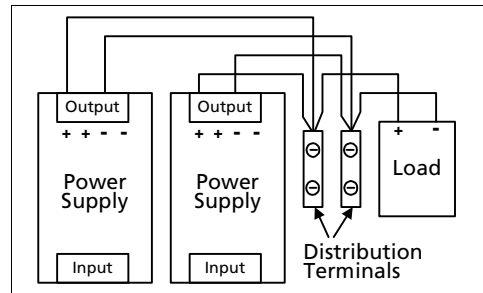 Output
+ + - -
Power
Supply
Input
Output
+ + - -
Power
Supply
Input
+ -
Load
Distribution
Terminals